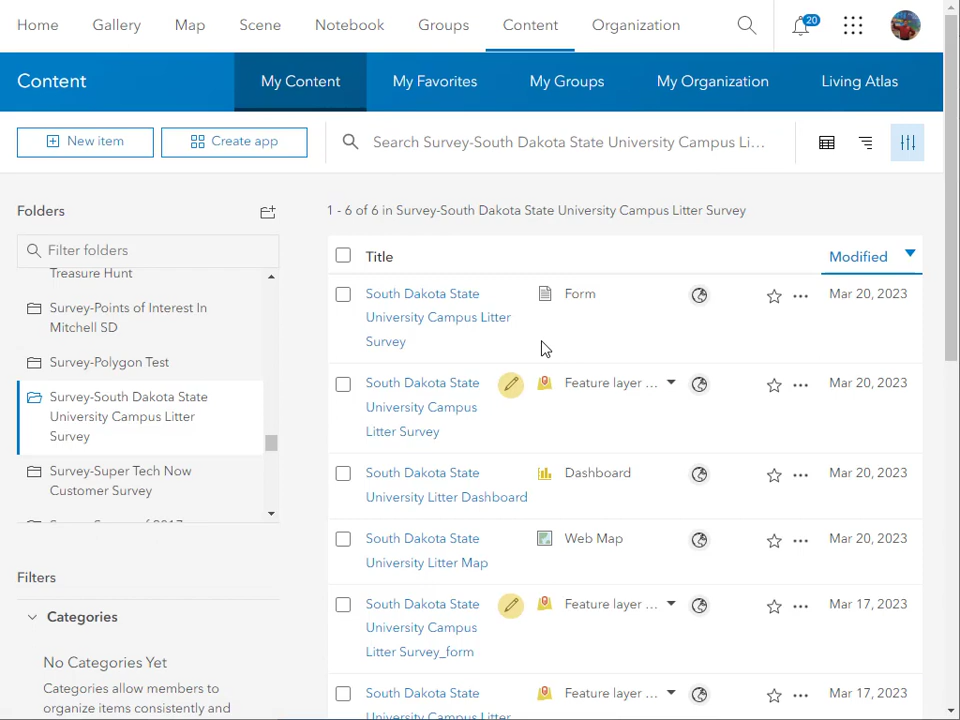 Home Gallery Map Scene Notebook Groups Content Organization 20
Content My Content My Favorites My Groups My Organization Living Atlas
New item Create app Search Survey-South Dakota State University Campus Li...
Folders
Filter folders
Treasure Hunt
Survey-Points of Interest In
Mitchell SD
Survey-Polygon Test
Survey-South Dakota State
University Campus Litter
Survey
Survey-Super Tech Now
Customer Survey
Filters
Categories
No Categories Yet
Categories allow members to
organize items consistently and
1 - 6 of 6 in Survey-South Dakota State University Campus Litter Survey
Title Modified
South Dakota State Form Mar 20, 2023
University Campus Litter
Survey
South Dakota State Feature layer ... Mar 20, 2023
University Campus
Litter Survey
South Dakota State Dashboard Mar 20, 2023
University Litter Dashboard
South Dakota State Web Map Mar 20, 2023
University Litter Map
South Dakota State Feature layer ... Mar 17, 2023
University Campus
Litter Survey_form
South Dakota State Feature layer ... Mar 17, 2023
University Campus Litter